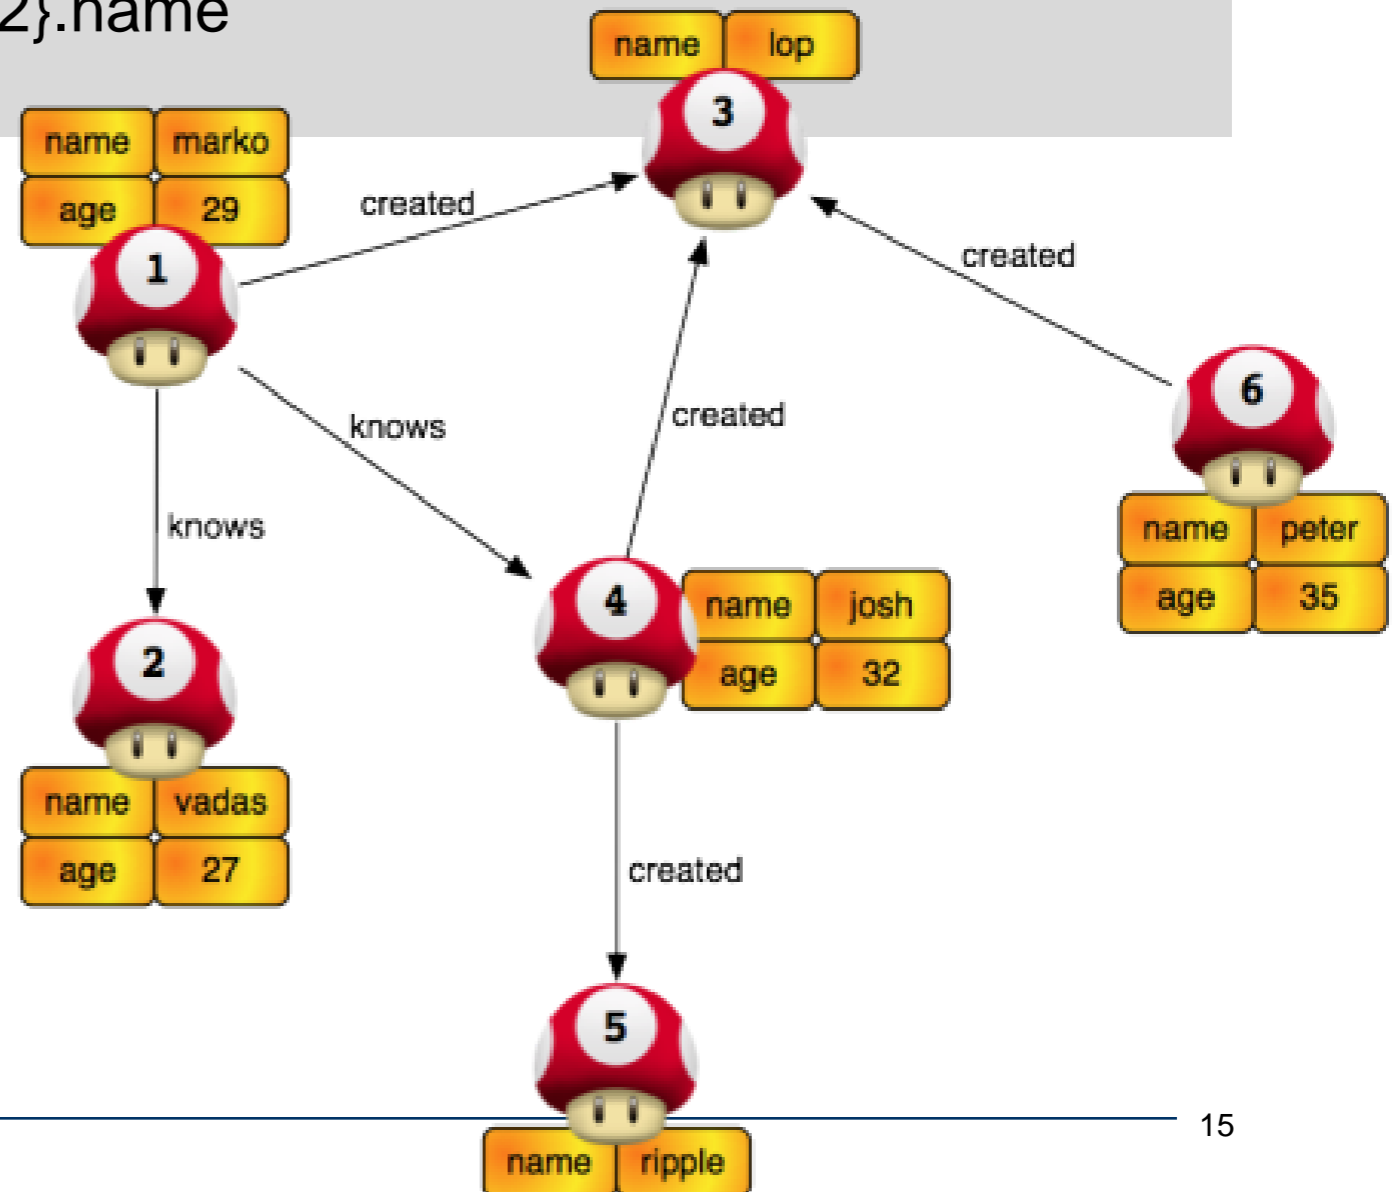 2}.name
name lop
3
name marko
age 29
created
1
created
knows
created
6
knows
name peter
age 35
4
name josh
age 32
2
name vadas
age 27
created
5
15
name ripple